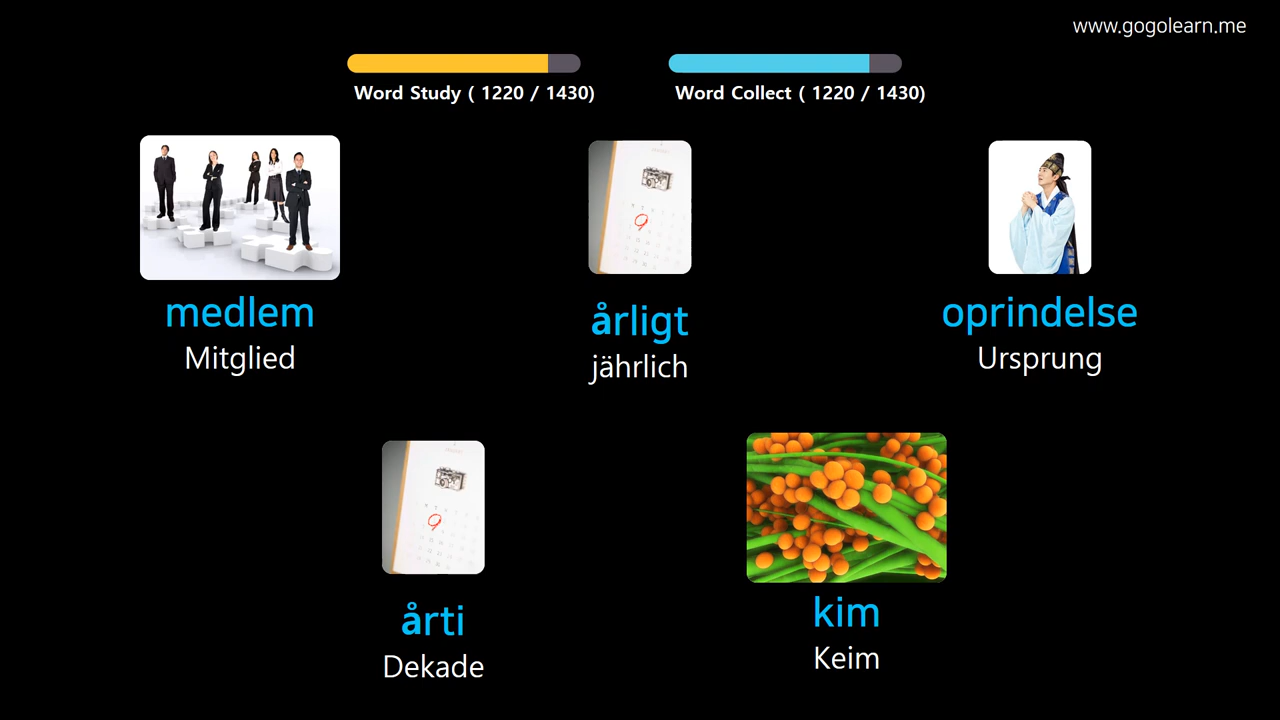 www.gogolearn.me
Word Study ( 1220 / 1430)
Word Collect ( 1220 / 1430)
medlem
Mitglied
årligt
jährlich
oprindelse
Ursprung
årti
Dekade
kim
Keim